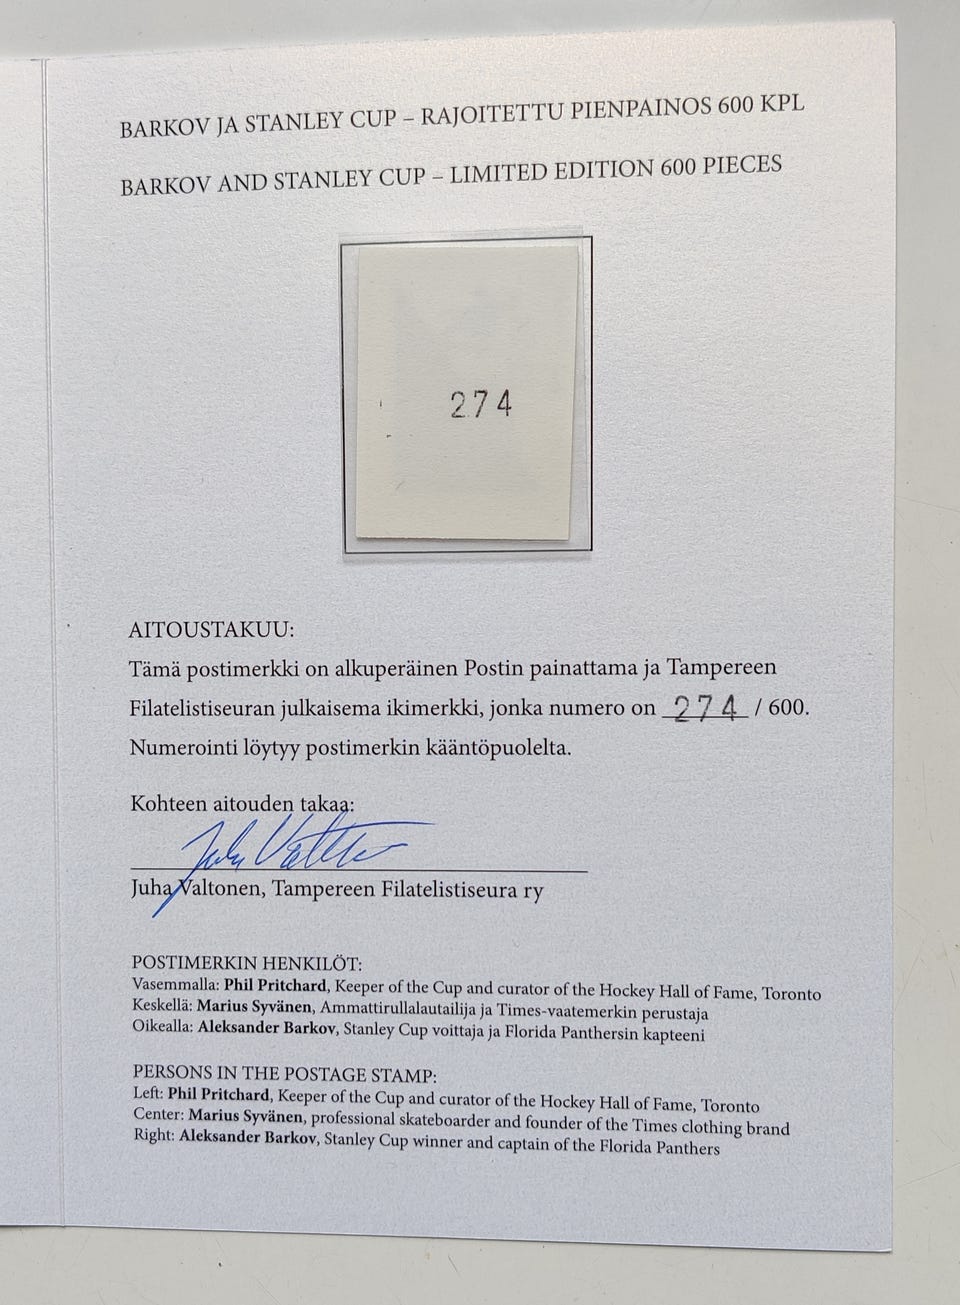 BARKOV JA STANLEY CUP – RAJOITETTU PIENPAINOS 600 KPL
BARKOV AND STANLEY CUP – LIMITED EDITION 600 PIECES
274
AITOUSTAKUU:
Tämä postimerkki on alkuperäinen Postin painattama ja Tampereen
Filatelistiseuran julkaisema ikimerkki, jonka numero on 274 / 600.
Numerointi löytyy postimerkin kääntöpuolelta.
Kohteen aitouden takaa:
Juha Valtonen
Juha Valtonen, Tampereen Filatelistiseura ry
POSTIMERKIN HENKILÖT:
Vasemmalla: Phil Pritchard, Keeper of the Cup and curator of the Hockey Hall of Fame, Toronto
Keskellä: Marius Syvänen, Ammattirullalautailija ja Times-vaatemerkin perustaja
Oikealla: Aleksander Barkov, Stanley Cup voittaja ja Florida Panthersin kapteeni
PERSONS IN THE POSTAGE STAMP:
Left: Phil Pritchard, Keeper of the Cup and curator of the Hockey Hall of Fame, Toronto
Center: Marius Syvänen, professional skateboarder and founder of the Times clothing brand
Right: Aleksander Barkov, Stanley Cup winner and captain of the Florida Panthers